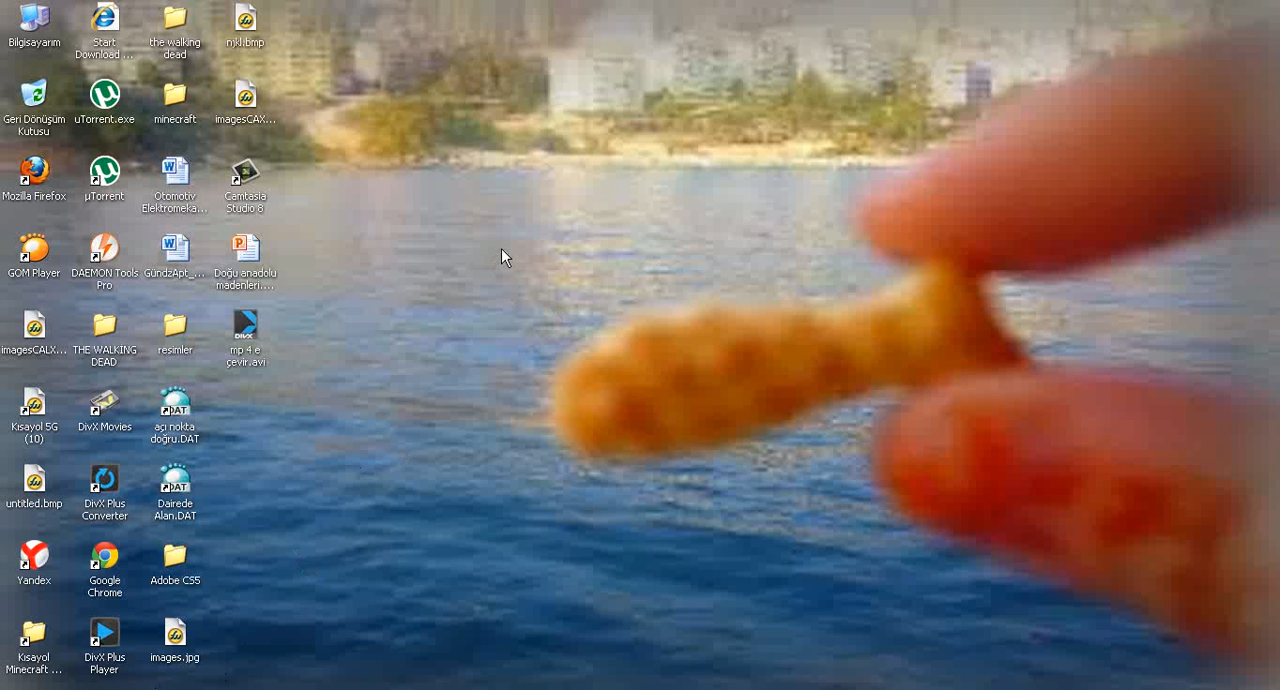 Bilgisayarım
Start
Download ...
the walking
dead
njkl.bmp
Geri Dönüşüm
Kutusu
uTorrent.exe
minecraft
imagesCAX...
Mozilla Firefox
µTorrent
Otomotiv
Elektromeka...
Camtasia
Studio 8
GOM Player
DAEMON Tools
Pro
GündzApt_...
Doğu anadolu
madenleri....
imagesCALX...
THE WALKING
DEAD
resimler
mp 4 e
çevir.avi
Kısayol 5G
(10)
DivX Movies
açı nokta
doğru.DAT
untitled.bmp
DivX Plus
Converter
Dairede
Alan.DAT
Yandex
Google
Chrome
Adobe CS5
Kısayol
Minecraft ...
DivX Plus
Player
images.jpg